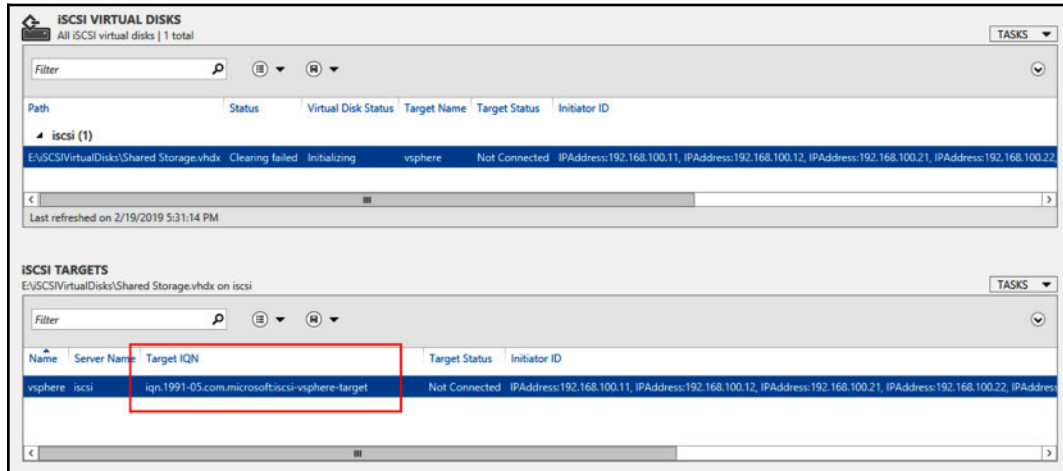 iSCSI VIRTUAL DISKS
All iSCSI virtual disks | 1 total
TASKS
Filter
Path Status Virtual Disk Status Target Name Target Status Initiator ID
iscsi (1)
E:\iSCSIVirtualDisks\Shared Storage.vhdx Clearing failed Initializing vsphere Not Connected IPAddress:192.168.100.11, IPAddress:192.168.100.12, IPAddress:192.168.100.21, IPAddress:192.168.100.22,
Last refreshed on 2/19/2019 5:31:14 PM
iSCSI TARGETS
E:\iSCSIVirtualDisks\Shared Storage.vhdx on iscsi
TASKS
Filter
Name Server Name Target IQN Target Status Initiator ID
vsphere iscsi iqn.1991-05.com.microsoft:iscsi-vsphere-target Not Connected IPAddress:192.168.100.11, IPAddress:192.168.100.12, IPAddress:192.168.100.21, IPAddress:192.168.100.22, IPAddress